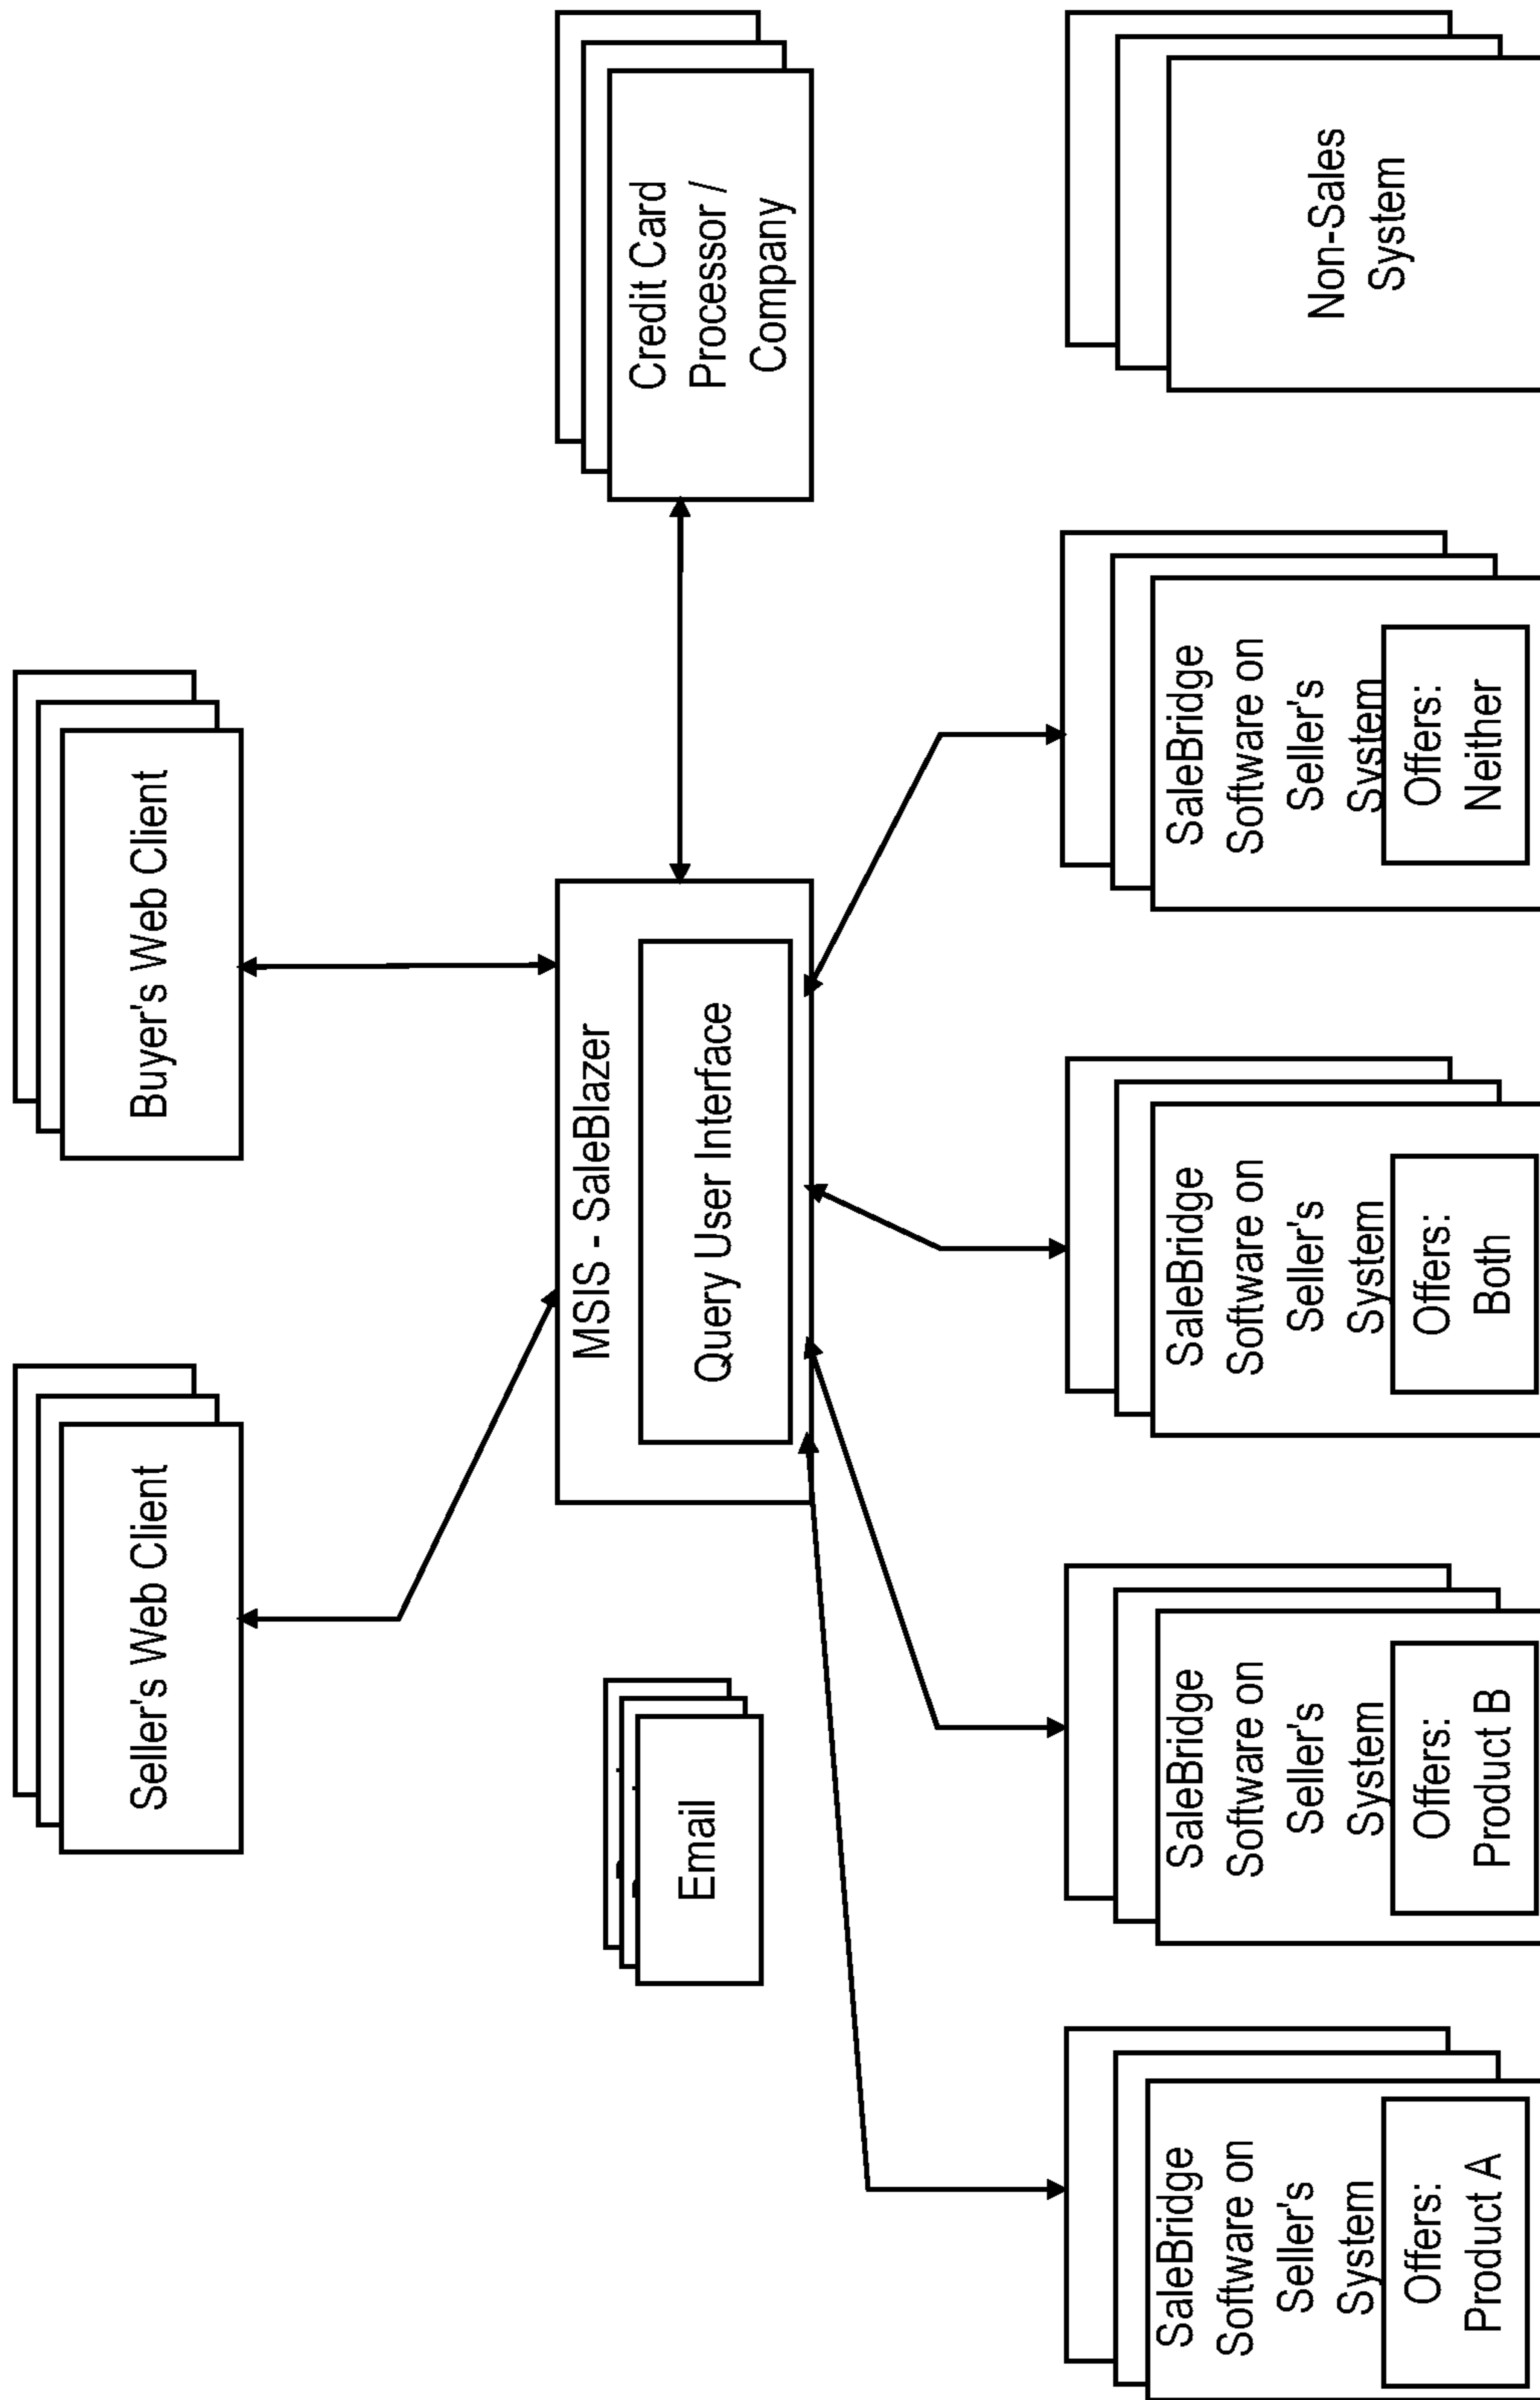 Seller's Web Client
Buyer's Web Client
Email
MSIS - SaleBlazer
Query User Interface
Credit Card
Processor /
Company
SaleBridge
Software on
Seller's
System
Offers:
Product A
SaleBridge
Software on
Seller's
System
Offers:
Product B
SaleBridge
Software on
Seller's
System
Offers:
Both
SaleBridge
Software on
Seller's
System
Offers:
Neither
Non-Sales
System